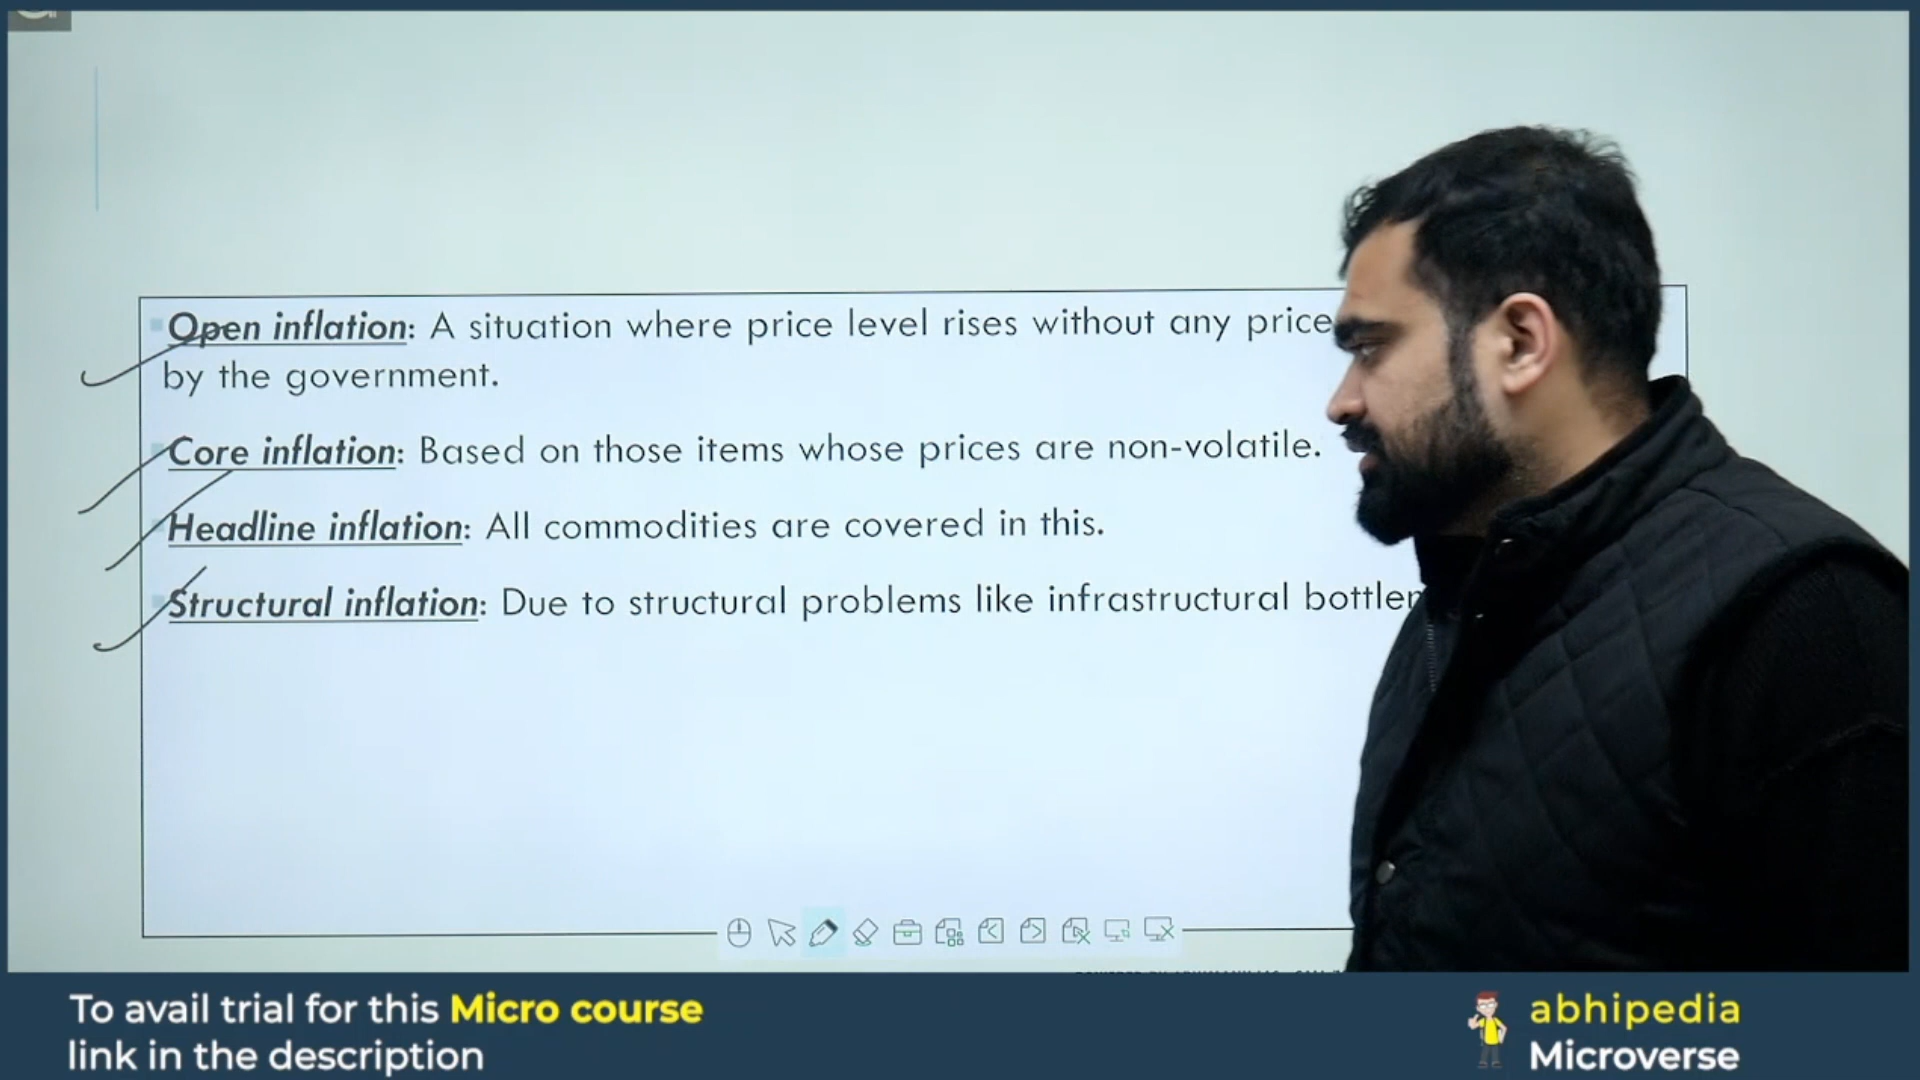 Open inflation: A situation where price level rises without any price
by the government.
Core inflation: Based on those items whose prices are non-volatile.
Headline inflation: All commodities are covered in this.
Structural inflation: Due to structural problems like infrastructural
To avail trial for this Micro course
link in the description
abhipedia
Microverse